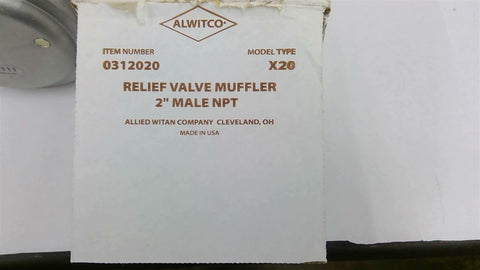 ALWITCO
ITEM NUMBER MODEL TYPE
0312020 X20
RELIEF VALVE MUFFLER
2" MALE NPT
ALLIED WITAN COMPANY CLEVELAND, OH
MADE IN USA